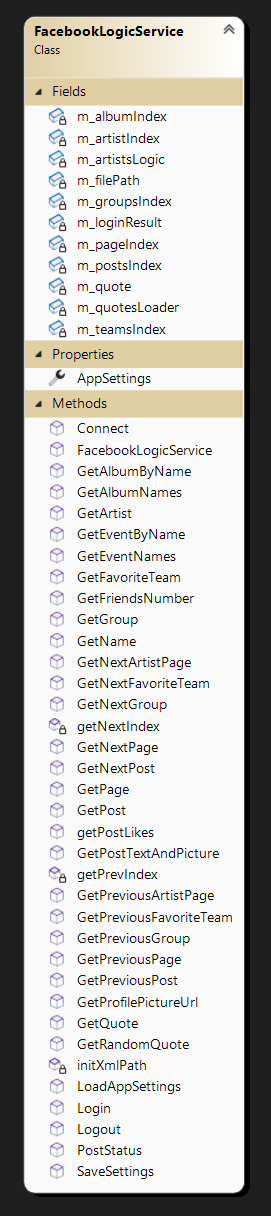 FacebookLogicService
Class
Fields
m_albumIndex
m_artistIndex
m_artistsLogic
m_filePath
m_groupsIndex
m_loginResult
m_pageIndex
m_postsIndex
m_quote
m_quotesLoader
m_teamsIndex
Properties
AppSettings
Methods
Connect
FacebookLogicService
GetAlbumByName
GetAlbumNames
GetArtist
GetEventByName
GetEventNames
GetFavoriteTeam
GetFriendsNumber
GetGroup
GetName
GetNextArtistPage
GetNextFavoriteTeam
GetNextGroup
getNextIndex
GetNextPage
GetNextPost
GetPage
GetPost
getPostLikes
GetPostTextAndPicture
getPrevIndex
GetPreviousArtistPage
GetPreviousFavoriteTeam
GetPreviousGroup
GetPreviousPage
GetPreviousPost
GetProfilePictureUrl
GetQuote
GetRandomQuote
initXmlPath
LoadAppSettings
Login
Logout
PostStatus
SaveSettings